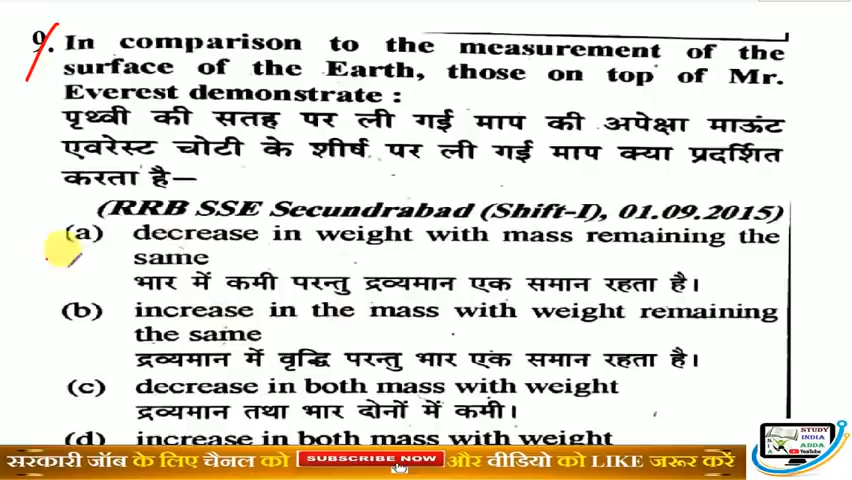 9. In comparison to the measurement of the
surface of the Earth, those on top of Mr.
Everest demonstrate :
पृथ्वी की सतह पर ली गई माप की अपेक्षा माऊंट
एवरेस्ट चोटी के शीर्ष पर ली गई माप क्या प्रदर्शित
करता है–
(RRB SSE Secundrabad (Shift-I), 01.09.2015)
(a) decrease in weight with mass remaining the
same
भार में कमी परन्तु द्रव्यमान एक समान रहता है।
(b) increase in the mass with weight remaining
the same
द्रव्यमान में वृद्धि परन्तु भार एक समान रहता है।
(c) decrease in both mass with weight
द्रव्यमान तथा भार दोनों में कमी।
(d) increase in both mass with weight
सरकारी जॉब के लिए चैनल को SUBSCRIBE NOW और वीडियो को LIKE जरूर करें
STUDY
INDIA
ADDA
YouTube